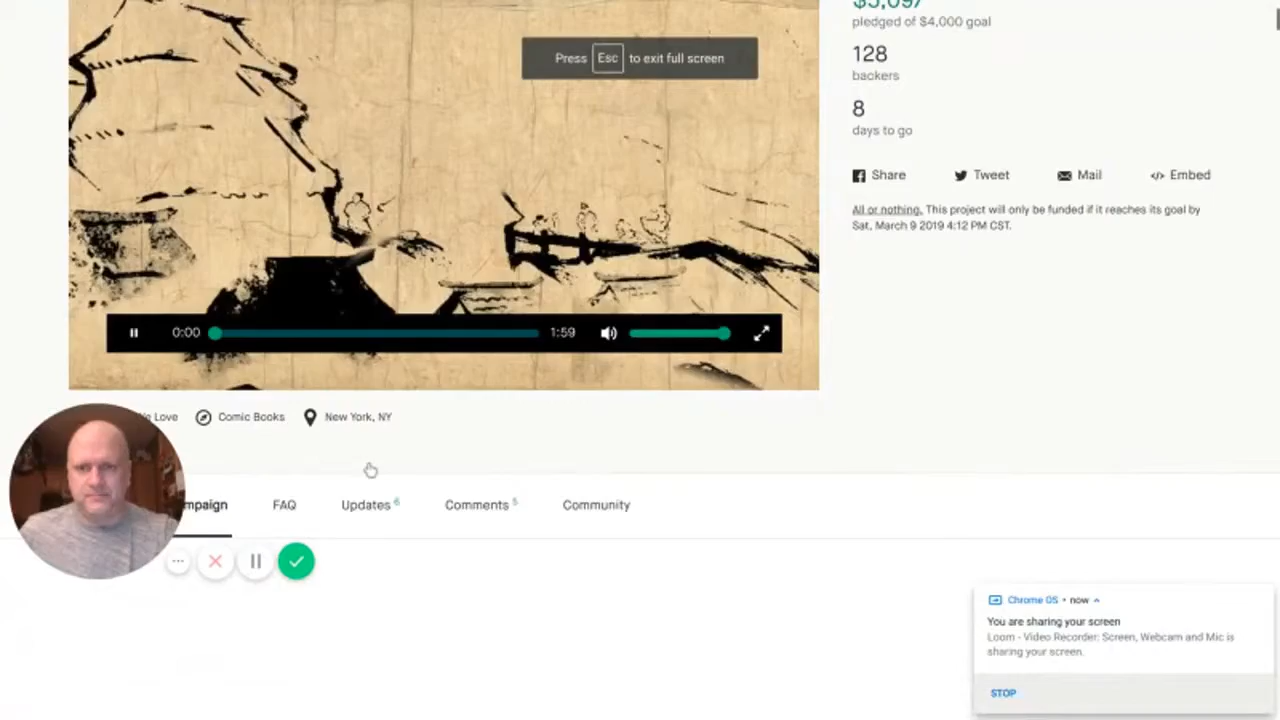 pledged of $4,000 goal
Press Esc to exit full screen
128
backers
8
days to go
Share Tweet Mail Embed
All or nothing. This project will only be funded if it reaches its goal by
Sat, March 9 2019 4:12 PM CST.
0:00 1:59
Love Comic Books New York, NY
mpaign FAQ Updates 6 Comments 5 Community
Chrome OS • now
You are sharing your screen
Loom - Video Recorder: Screen, Webcam and Mic is
sharing your screen.
STOP